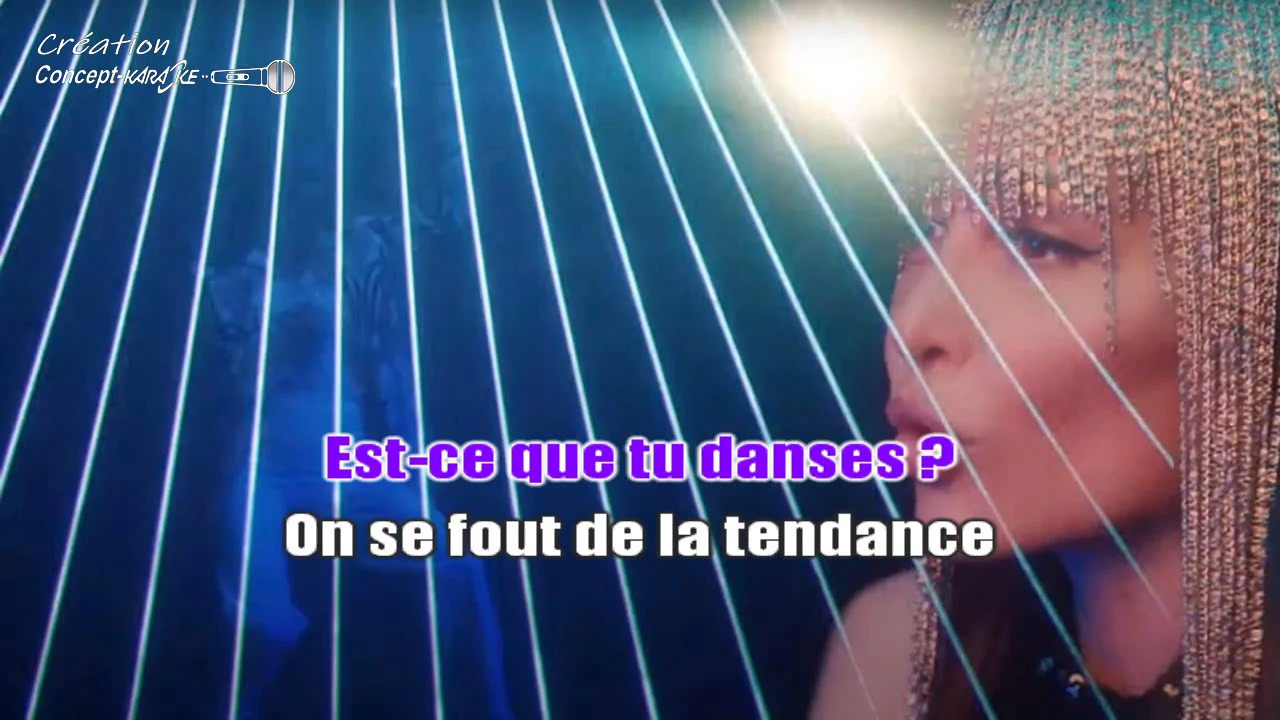 Création
Concept-KARAOKE
Est-ce que tu danses ?
On se fout de la tendance